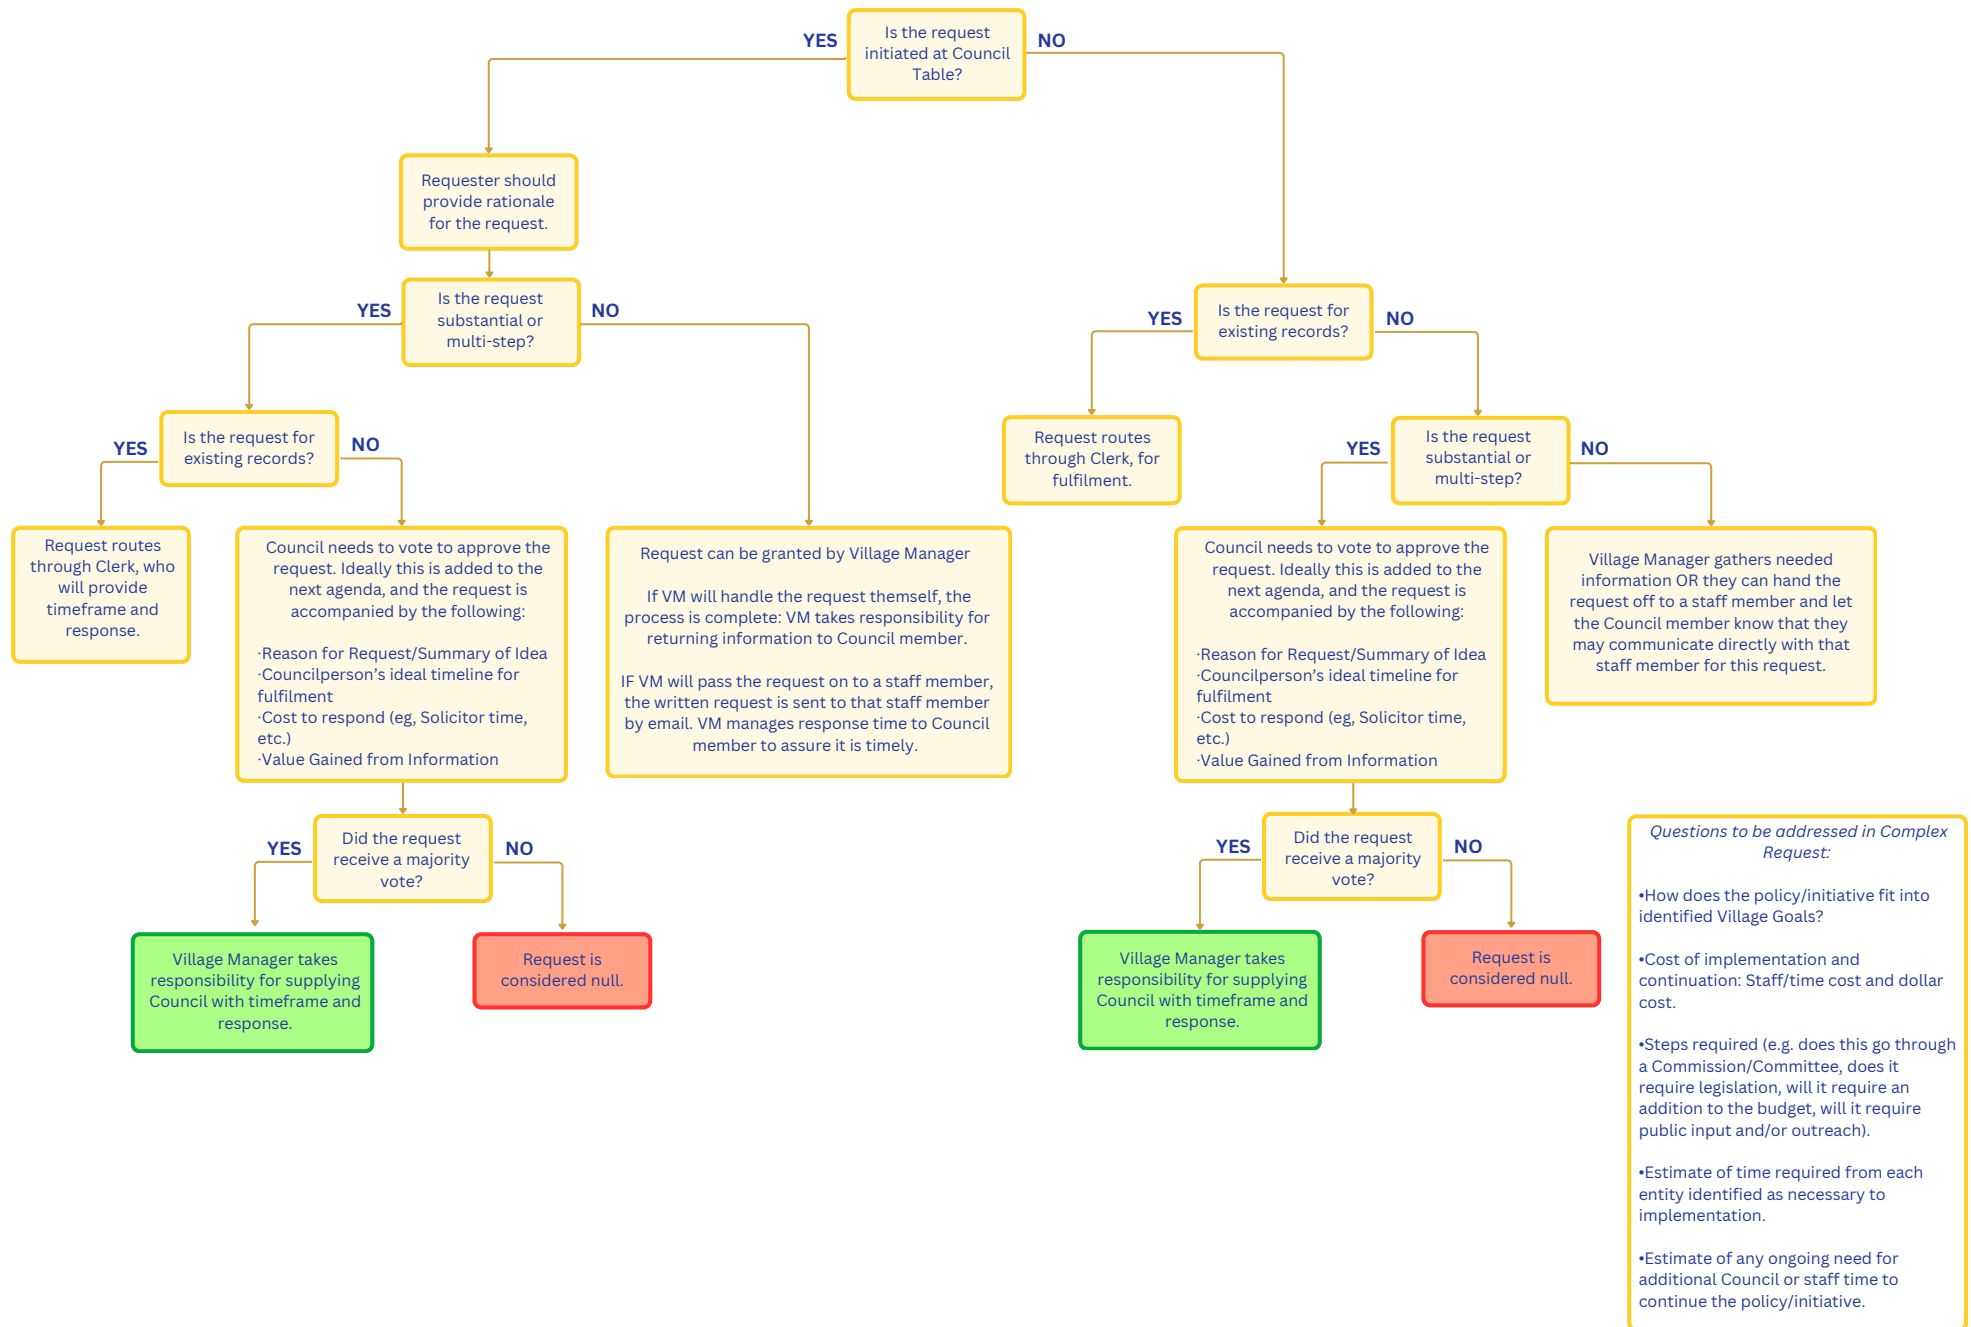 Is the request
initiated at Council
Table?
YES
NO
Requester should
provide rationale
for the request.
Is the request
substantial or
multi-step?
YES
NO
Is the request for
existing records?
YES
NO
Request routes
through Clerk, who
will provide
timeframe and
response.
Council needs to vote to approve the
request. Ideally this is added to the
next agenda, and the request is
accompanied by the following:
·Reason for Request/Summary of Idea
·Councilperson's ideal timeline for
fulfilment
·Cost to respond (eg, Solicitor time,
etc.)
·Value Gained from Information
Request can be granted by Village Manager
If VM will handle the request themself, the
process is complete: VM takes responsibility for
returning information to Council member.
IF VM will pass the request on to a staff member,
the written request is sent to that staff member
by email. VM manages response time to Council
member to assure it is timely.
Did the request
receive a majority
vote?
YES
NO
Village Manager takes
responsibility for supplying
Council with timeframe and
response.
Request is
considered null.
Is the request for
existing records?
YES
NO
Request routes
through Clerk, for
fulfilment.
Is the request
substantial or
multi-step?
YES
NO
Council needs to vote to approve the
request. Ideally this is added to the
next agenda, and the request is
accompanied by the following:
·Reason for Request/Summary of Idea
·Councilperson's ideal timeline for
fulfilment
·Cost to respond (eg, Solicitor time,
etc.)
·Value Gained from Information
Village Manager gathers needed
information OR they can hand the
request off to a staff member and let
the Council member know that they
may communicate directly with that
staff member for this request.
Did the request
receive a majority
vote?
YES
NO
Village Manager takes
responsibility for supplying
Council with timeframe and
response.
Request is
considered null.
Questions to be addressed in Complex
Request:
•How does the policy/initiative fit into
identified Village Goals?
•Cost of implementation and
continuation: Staff/time cost and dollar
cost.
•Steps required (e.g. does this go through
a Commission/Committee, does it
require legislation, will it require an
addition to the budget, will it require
public input and/or outreach).
•Estimate of time required from each
entity identified as necessary to
implementation.
•Estimate of any ongoing need for
additional Council or staff time to
continue the policy/initiative.